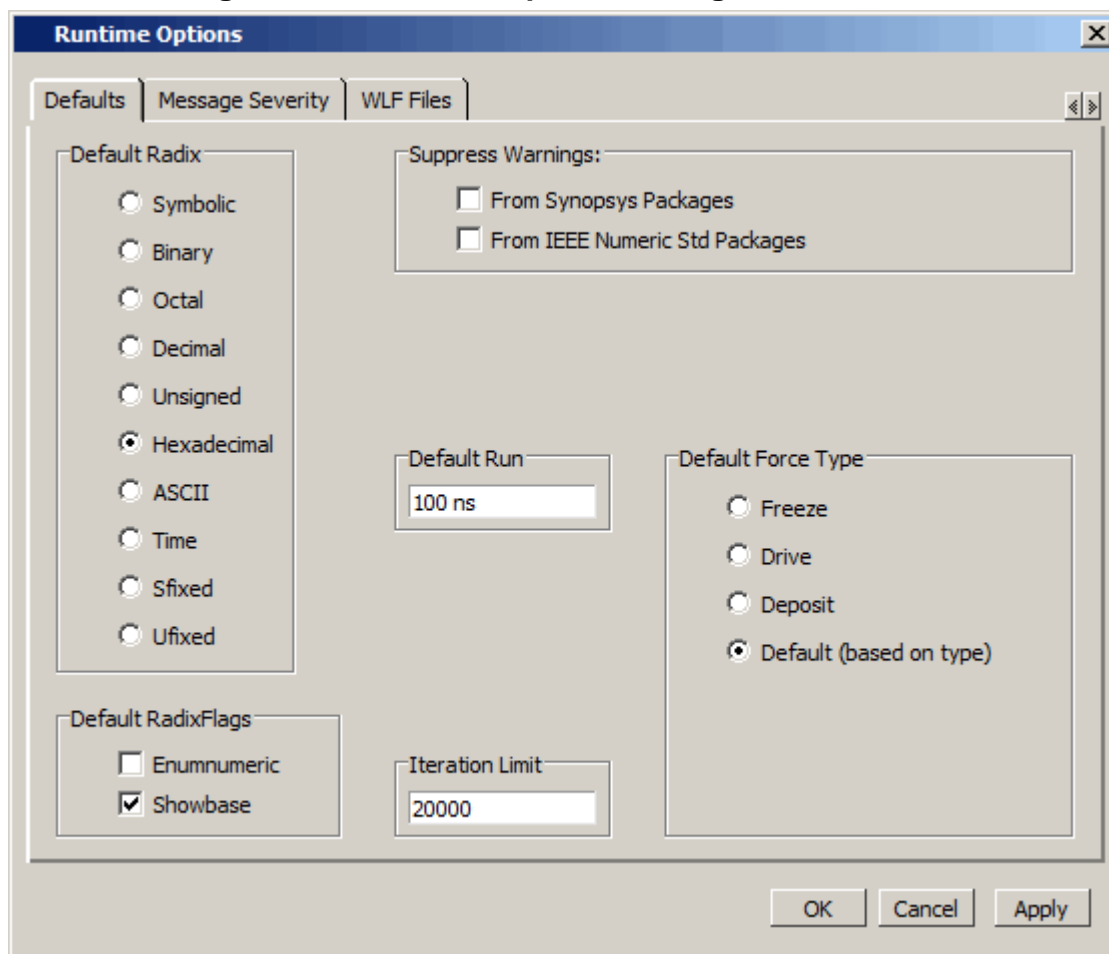 Runtime Options
Defaults
Message Severity
WLF Files
Default Radix
Symbolic
Binary
Octal
Decimal
Unsigned
Hexadecimal
ASCII
Time
Sfixed
Ufixed
Default RadixFlags
Enumnumeric
Showbase
Suppress Warnings:
From Synopsys Packages
From IEEE Numeric Std Packages
Default Run
100 ns
Iteration Limit
20000
Default Force Type
Freeze
Drive
Deposit
Default (based on type)
OK
Cancel
Apply